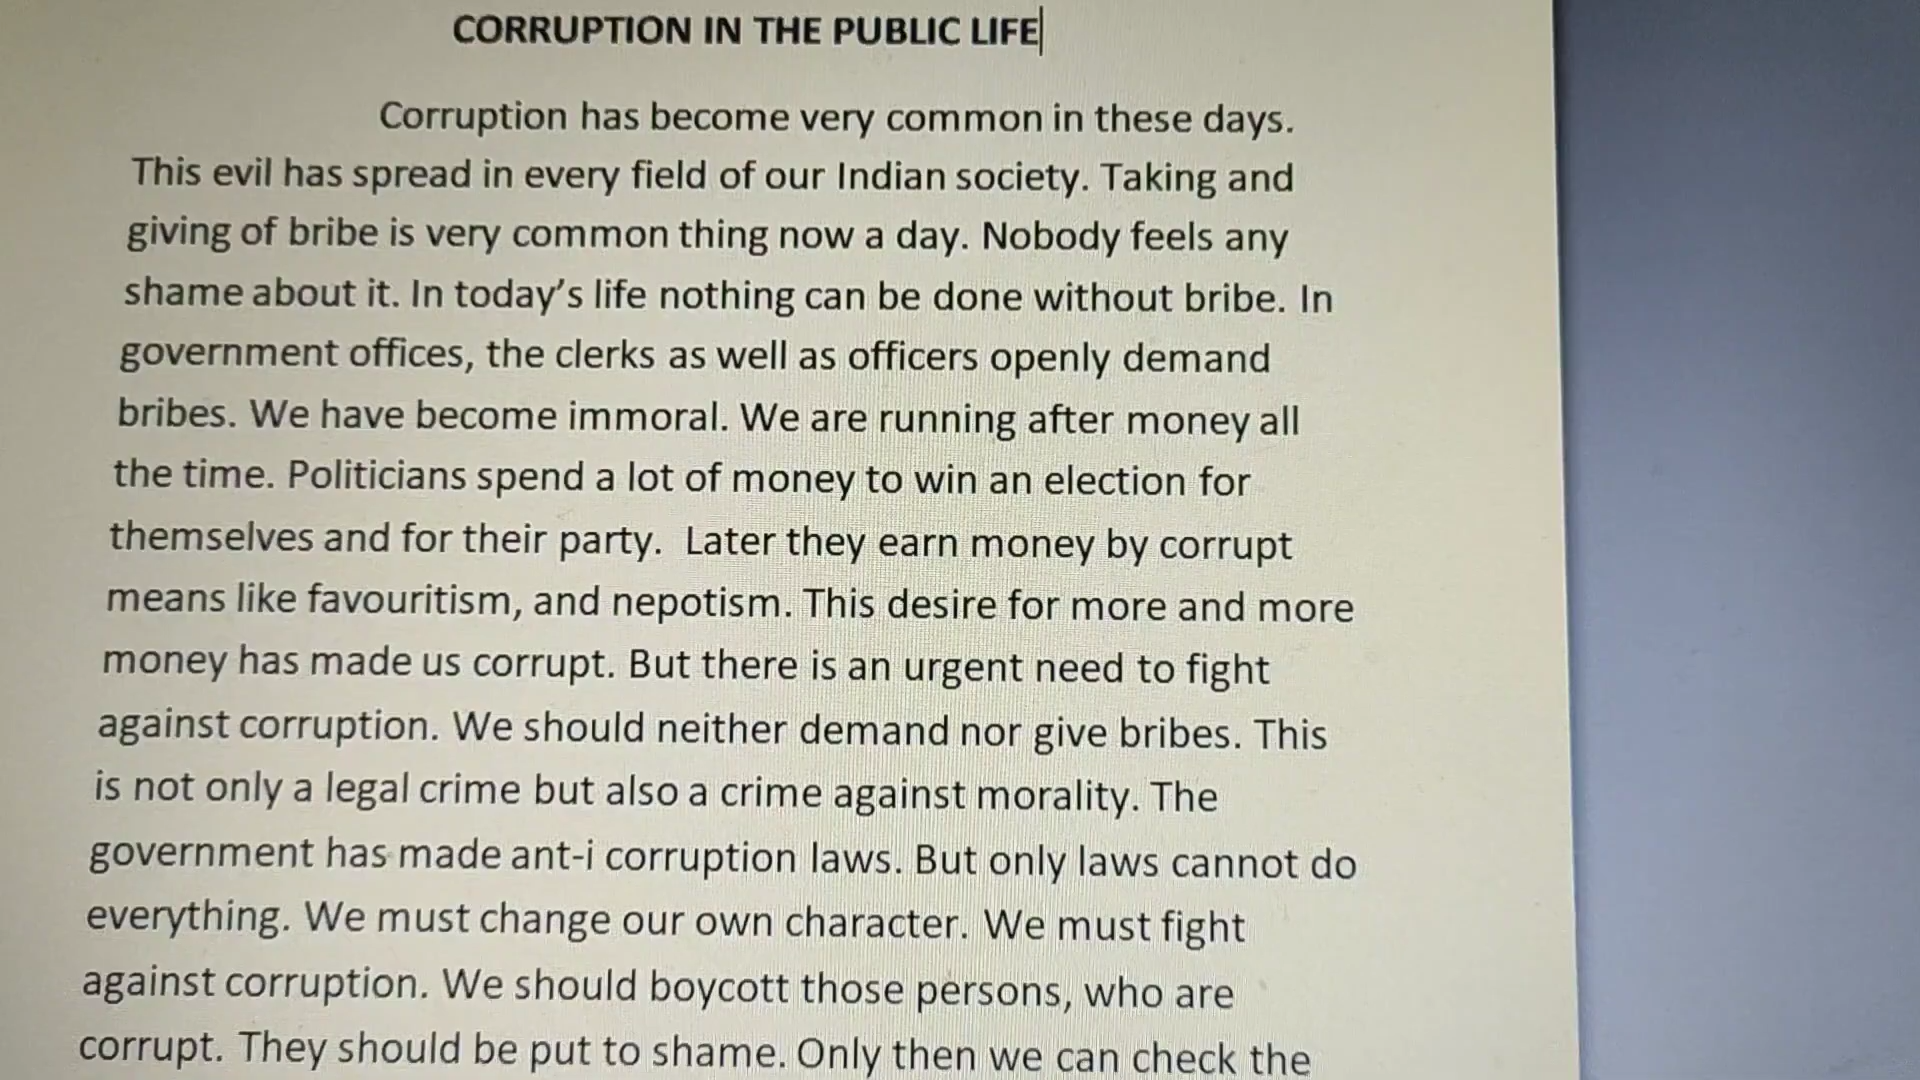 CORRUPTION IN THE PUBLIC LIFE
Corruption has become very common in these days.
This evil has spread in every field of our Indian society. Taking and
giving of bribe is very common thing now a day. Nobody feels any
shame about it. In today's life nothing can be done without bribe. In
government offices, the clerks as well as officers openly demand
bribes. We have become immoral. We are running after money all
the time. Politicians spend a lot of money to win an election for
themselves and for their party.  Later they earn money by corrupt
means like favouritism, and nepotism. This desire for more and more
money has made us corrupt. But there is an urgent need to fight
against corruption. We should neither demand nor give bribes. This
is not only a legal crime but also a crime against morality. The
government has made ant-i corruption laws. But only laws cannot do
everything. We must change our own character. We must fight
against corruption. We should boycott those persons, who are
corrupt. They should be put to shame. Only then we can check the